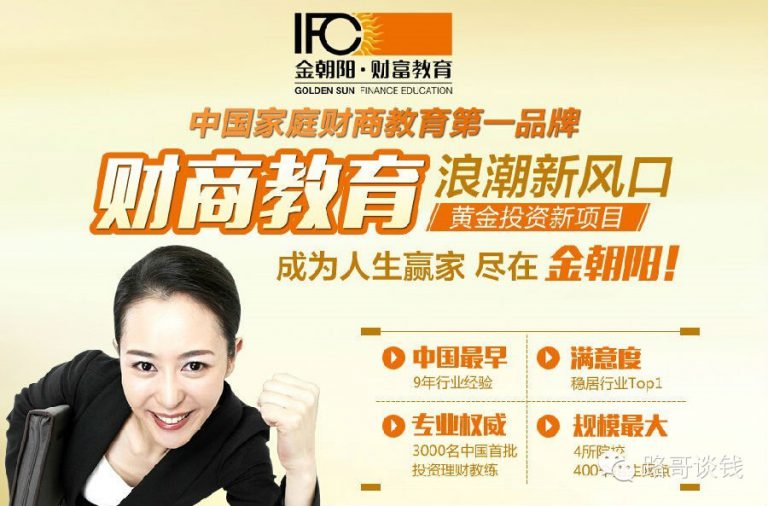 IFC
金朝阳·财富教育
GOLDEN SUN FINANCE EDUCATION
中国家庭财商教育第一品牌
财商教育
浪潮新风口
黄金投资新项目
成为人生赢家 尽在 金朝阳!
中国最早
9年行业经验
满意度
稳居行业Top1
专业权威
3000名中国首批
投资理财教练
规模最大
4所院校
400
路哥谈钱